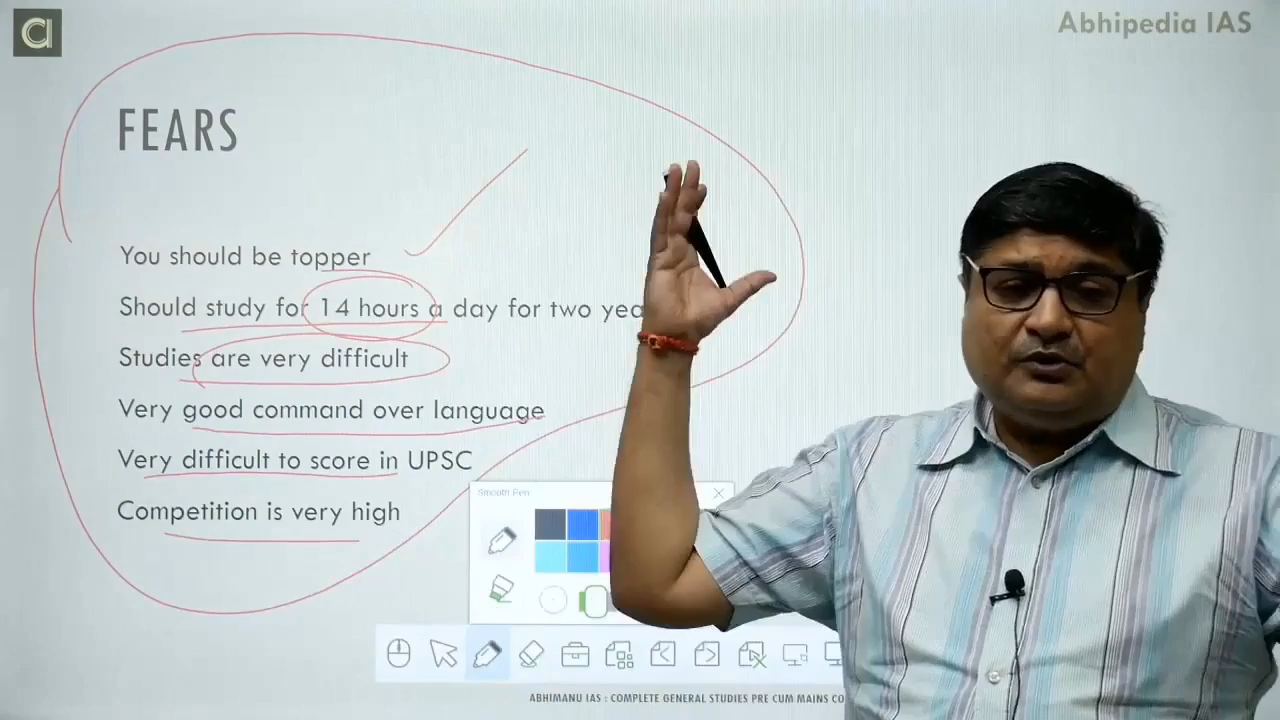 Abhipedia IAS
FEARS
You should be topper
Should study for 14 hours a day for two
Studies are very difficult
Very good command over language
Very difficult to score in UPSC
Competition is very high
Smooth Pen
ABHIMANU IAS : COMPLETE GENERAL STUDIES PRE CUM MAINS